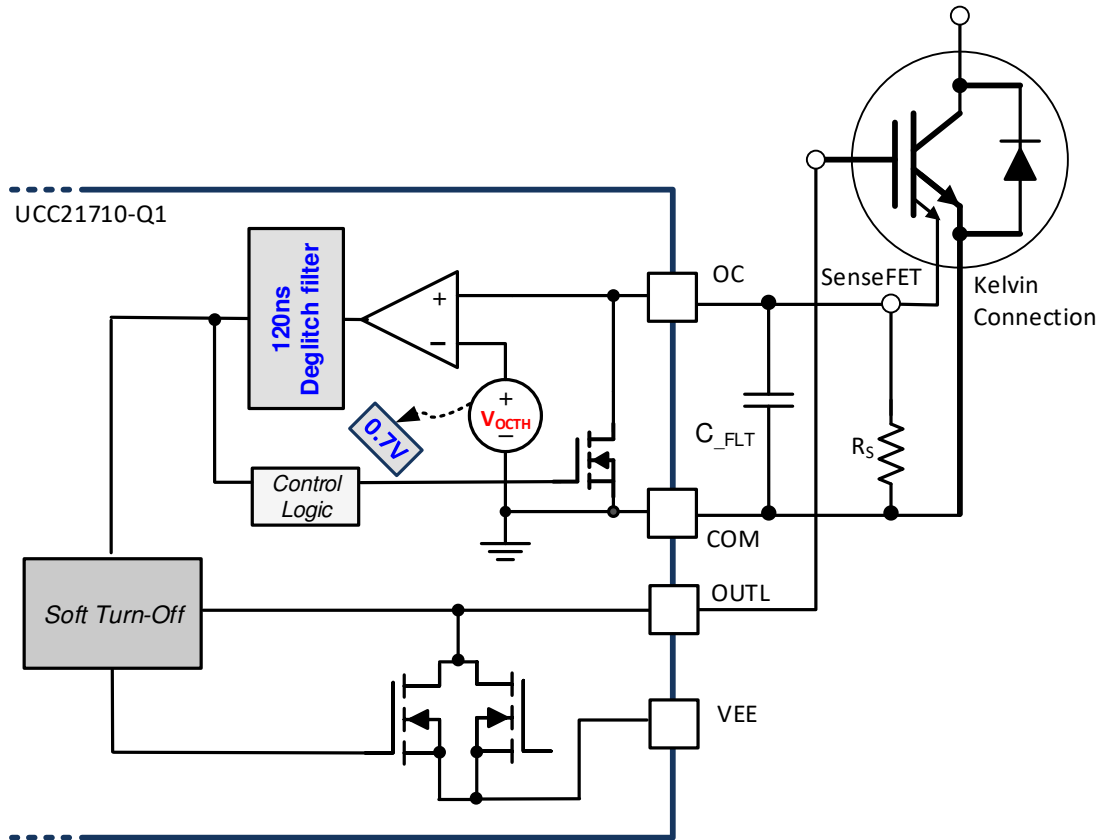 UCC21710-Q1
120ns
Deglitch filter
+
−
+
VOCTH
−
0.7V
Control
Logic
Soft Turn-Off
OC
SenseFET
Kelvin
Connection
C_FLT
RS
COM
OUTL
VEE